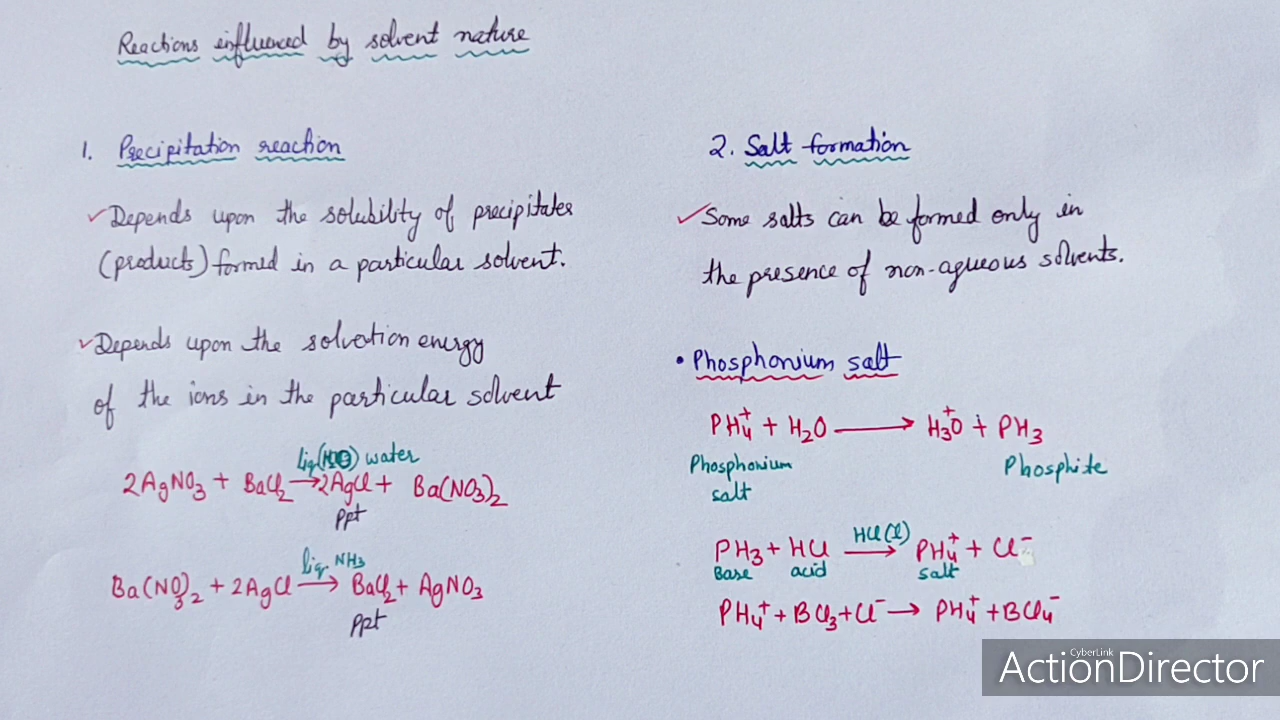 Reactions influenced by solvent nature
1. Precipitation reaction
✓Depends upon the solubility of precipitates
(products) formed in a particular solvent.
✓Depends upon the solvation energy
of the ions in the particular solvent
liq water
2AgNO₃ + BaCl₂ → 2AgCl + Ba(NO₃)₂
ppt
liq NH₃
Ba(NO₃)₂ + 2AgCl → BaCl₂ + AgNO₃
ppt
2. Salt formation
✓Some salts can be formed only in
the presence of non-aqueous solvents.
• Phosphonium salt
PH₄⁺ + H₂O → H₃O⁺ + PH₃
Phosphonium Phosphite
salt
HCl(l)
PH₃ + HCl → PH₄⁺ + Cl⁻
Base acid salt
PH₄⁺ + BCl₃ + Cl⁻ → PH₄⁺ + BCl₄⁻
CyberLink
ActionDirector